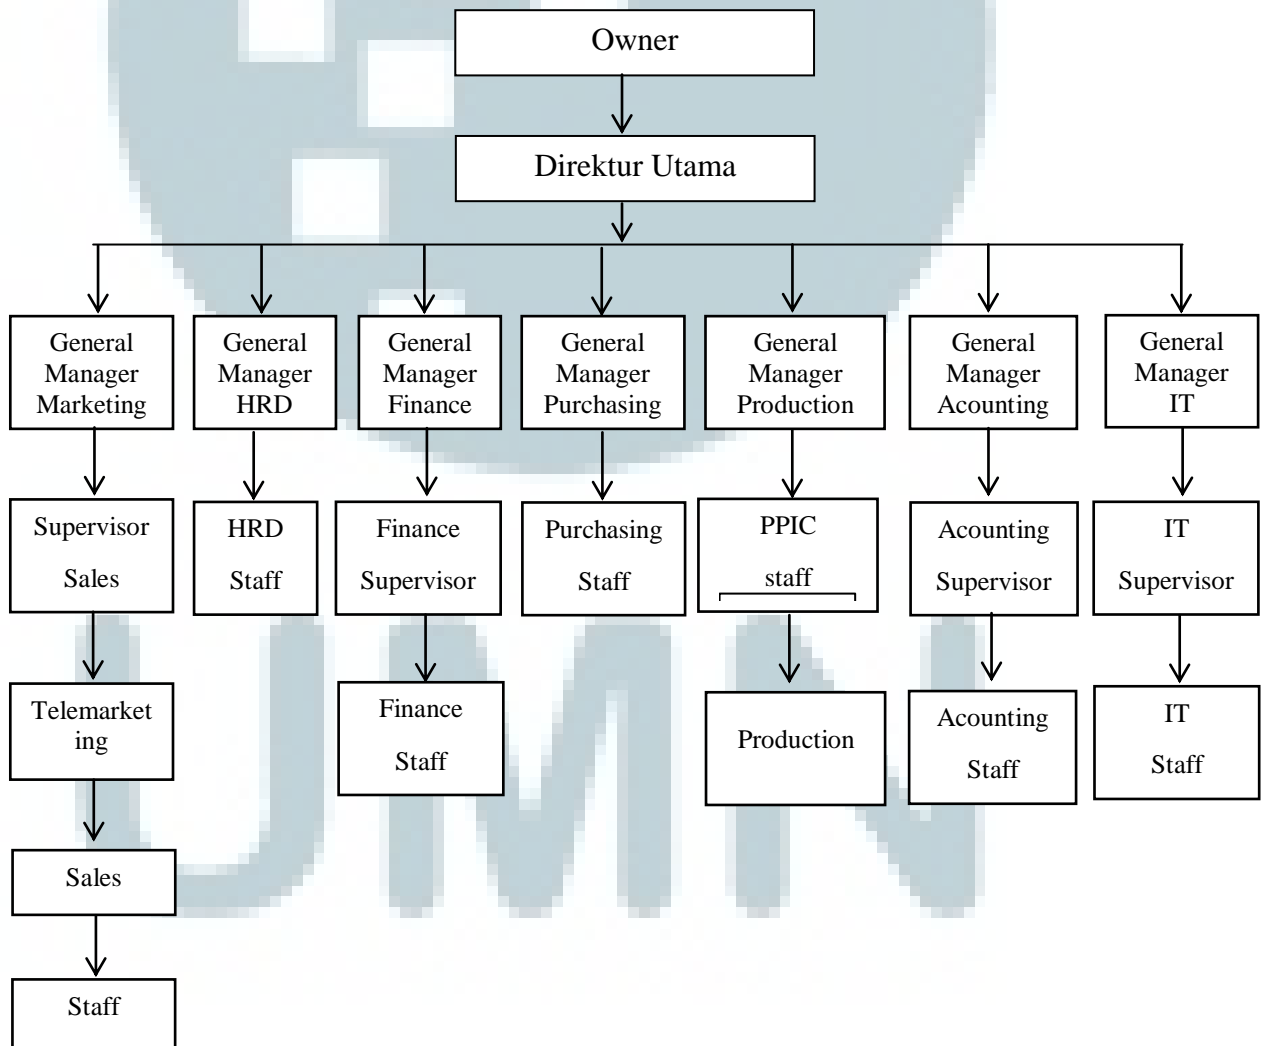 Owner
Direktur Utama
General
Manager
Marketing
General
Manager
HRD
General
Manager
Finance
General
Manager
Purchasing
General
Manager
Production
General
Manager
Acounting
General
Manager
IT
Supervisor
Sales
HRD
Staff
Finance
Supervisor
Purchasing
Staff
PPIC
staff
Acounting
Supervisor
IT
Supervisor
Telemarket
ing
Finance
Staff
Production
Acounting
Staff
IT
Staff
Sales
Staff
UMN